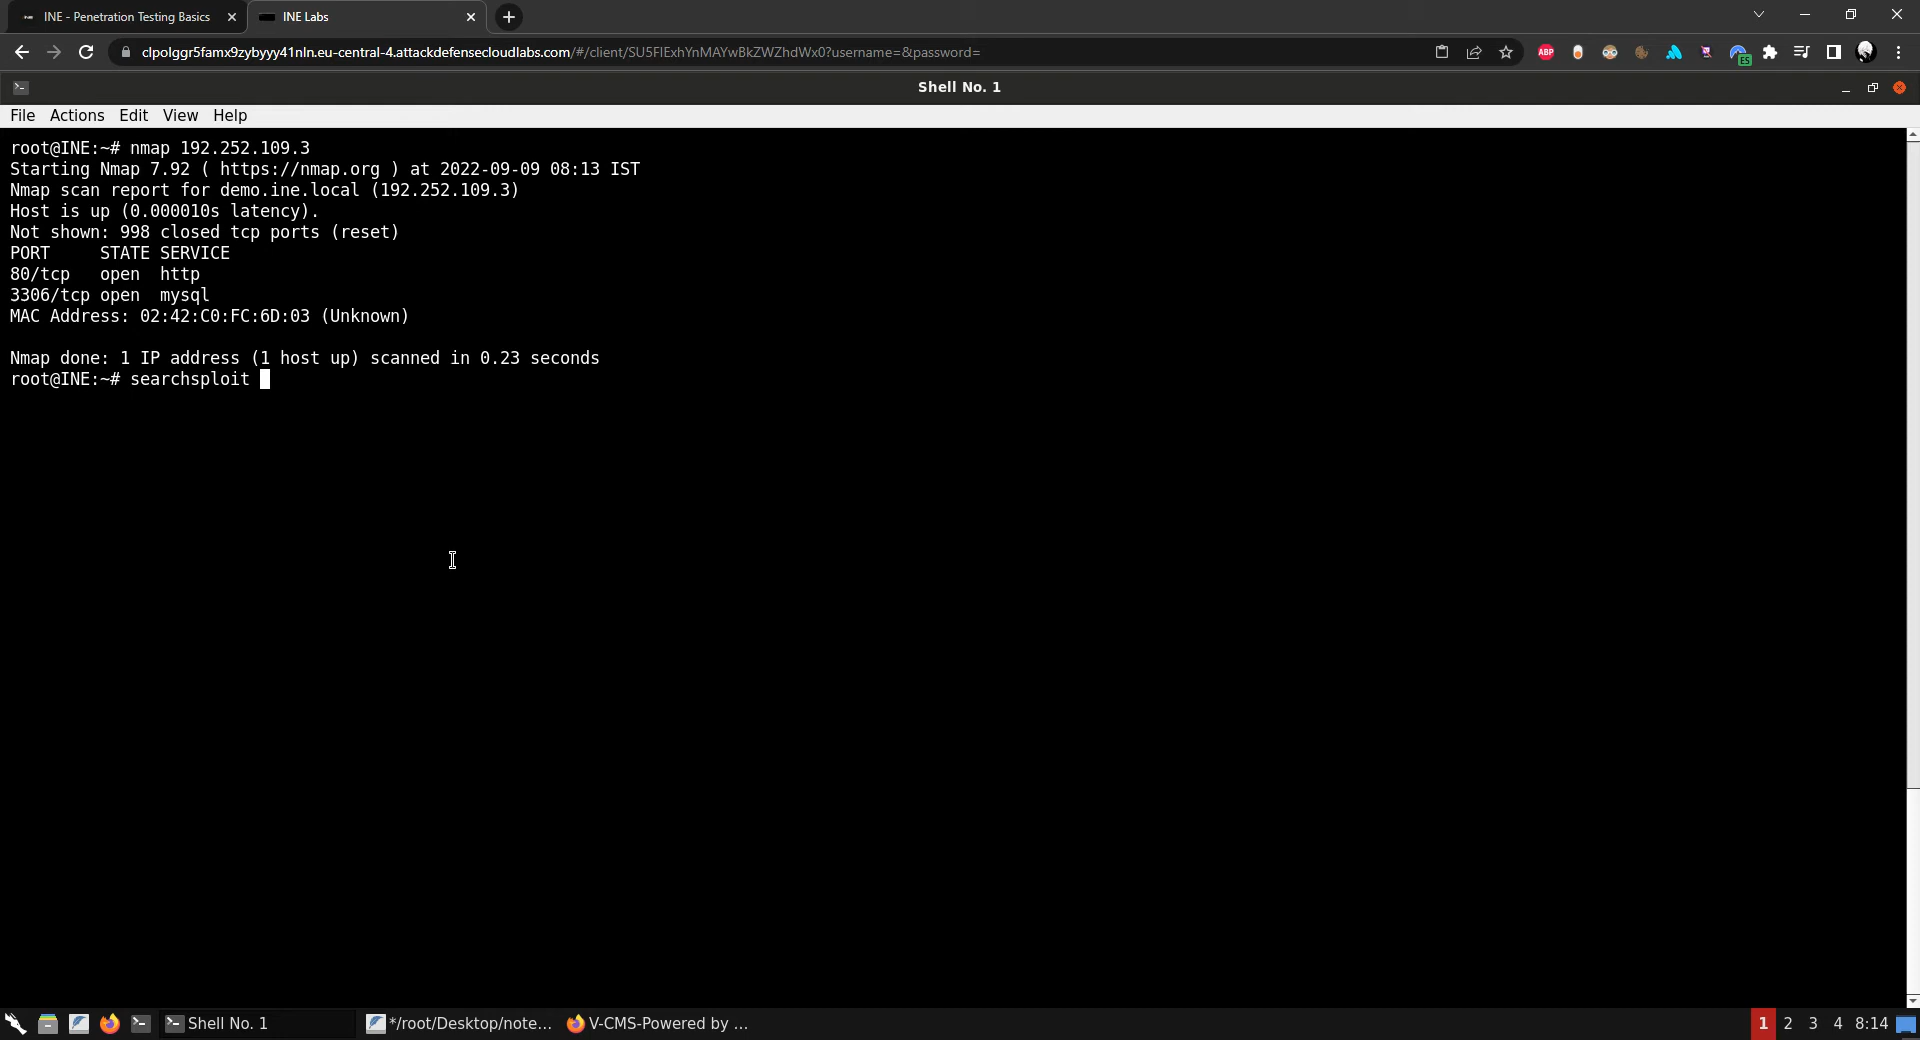 INE - Penetration Testing Basics
INE Labs
clpolggr5famx9zybyyy41nln.eu-central-4.attackdefensecloudlabs.com/#/client/SU5FIExhYnMAYwBkZWZhdWx0?username=&password=
ABP
ES
Shell No. 1
File Actions Edit View Help
root@INE:~# nmap 192.252.109.3
Starting Nmap 7.92 ( https://nmap.org ) at 2022-09-09 08:13 IST
Nmap scan report for demo.ine.local (192.252.109.3)
Host is up (0.000010s latency).
Not shown: 998 closed tcp ports (reset)
PORT     STATE SERVICE
80/tcp   open  http
3306/tcp open  mysql
MAC Address: 02:42:C0:FC:6D:03 (Unknown)
Nmap done: 1 IP address (1 host up) scanned in 0.23 seconds
root@INE:~# searchsploit
Shell No. 1
*/root/Desktop/note...
V-CMS-Powered by ...
1 2 3 4 8:14